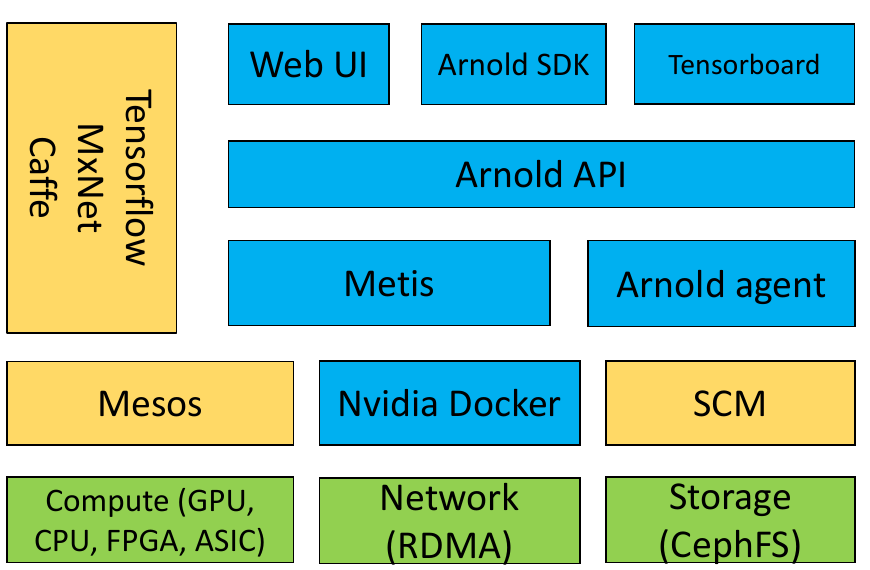 Tensorflow
MxNet
Caffe
Web UI
Arnold SDK
Tensorboard
Arnold API
Metis
Arnold agent
Mesos
Nvidia Docker
SCM
Compute (GPU,
CPU, FPGA, ASIC)
Network
(RDMA)
Storage
(CephFS)